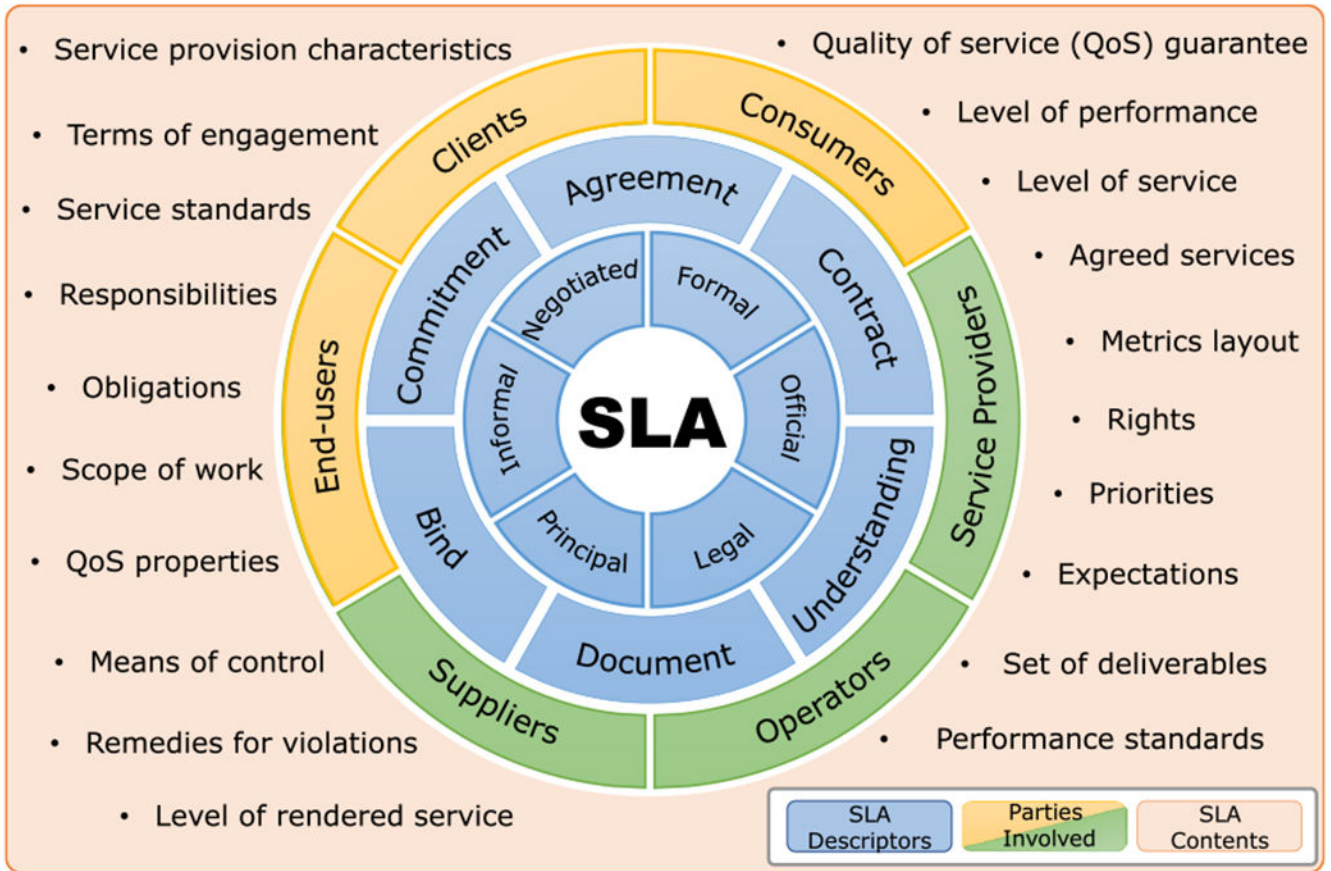 • Service provision characteristics
• Terms of engagement
• Service standards
• Responsibilities
• Obligations
• Scope of work
• QoS properties
• Means of control
• Remedies for violations
• Level of rendered service
Clients
Consumers
Service Providers
Operators
Suppliers
End-users
Agreement
Contract
Understanding
Document
Bind
Commitment
Negotiated
Formal
Official
Legal
Principal
Informal
SLA
• Quality of service (QoS) guarantee
• Level of performance
• Level of service
• Agreed services
• Metrics layout
• Rights
• Priorities
• Expectations
• Set of deliverables
• Performance standards
SLA
Descriptors
Parties
Involved
SLA
Contents